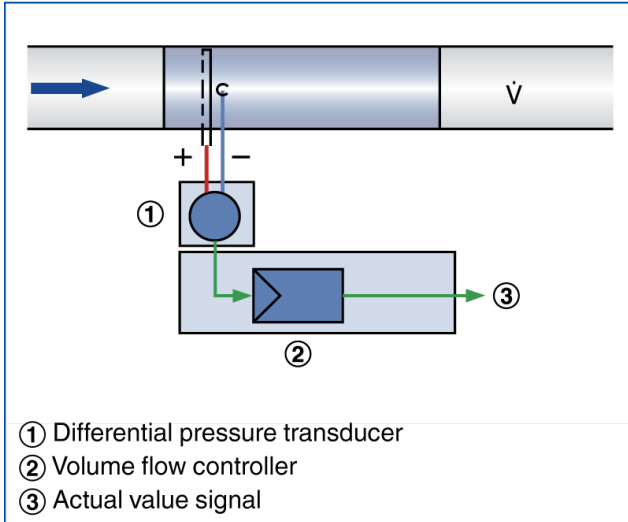 V̇
+ −
①
③
②
① Differential pressure transducer
② Volume flow controller
③ Actual value signal